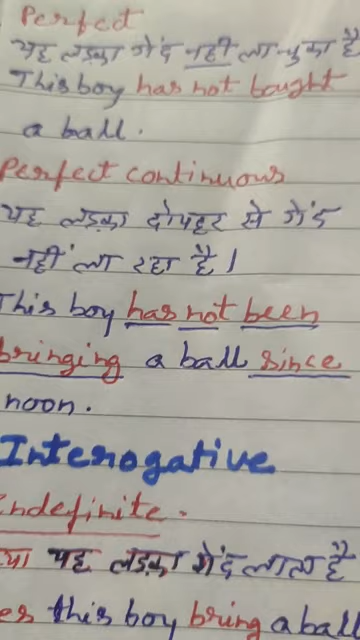 Perfect
यह लड़का गेंद नहीं ला चुका है
This boy has not bought
a ball.
Perfect continuous
यह लड़का दोपहर से गेंद
नहीं ला रहा है।
This boy has not been
bringing a ball since
noon.
Interogative
Indefinite.
क्या यह लड़का गेंद लाता है
es this boy bring a ball